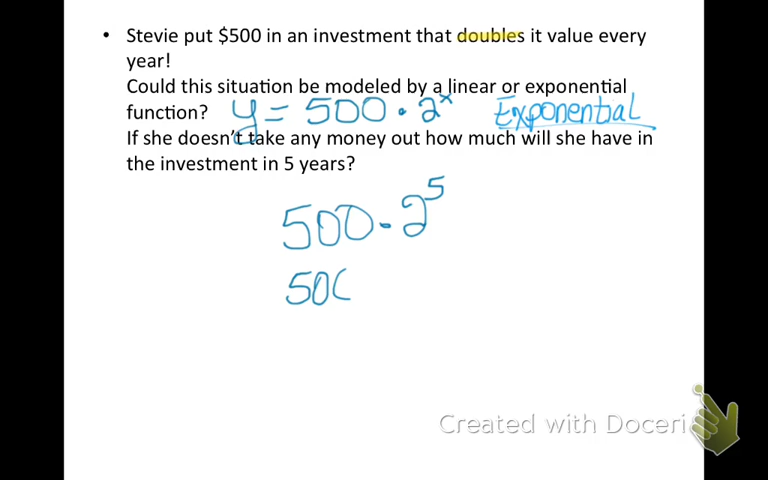 • Stevie put $500 in an investment that doubles it value every
year!
Could this situation be modeled by a linear or exponential
function? y = 500 · 2^x Exponential
If she doesn't take any money out how much will she have in
the investment in 5 years?
500 · 2^5
500
Created with Doceri